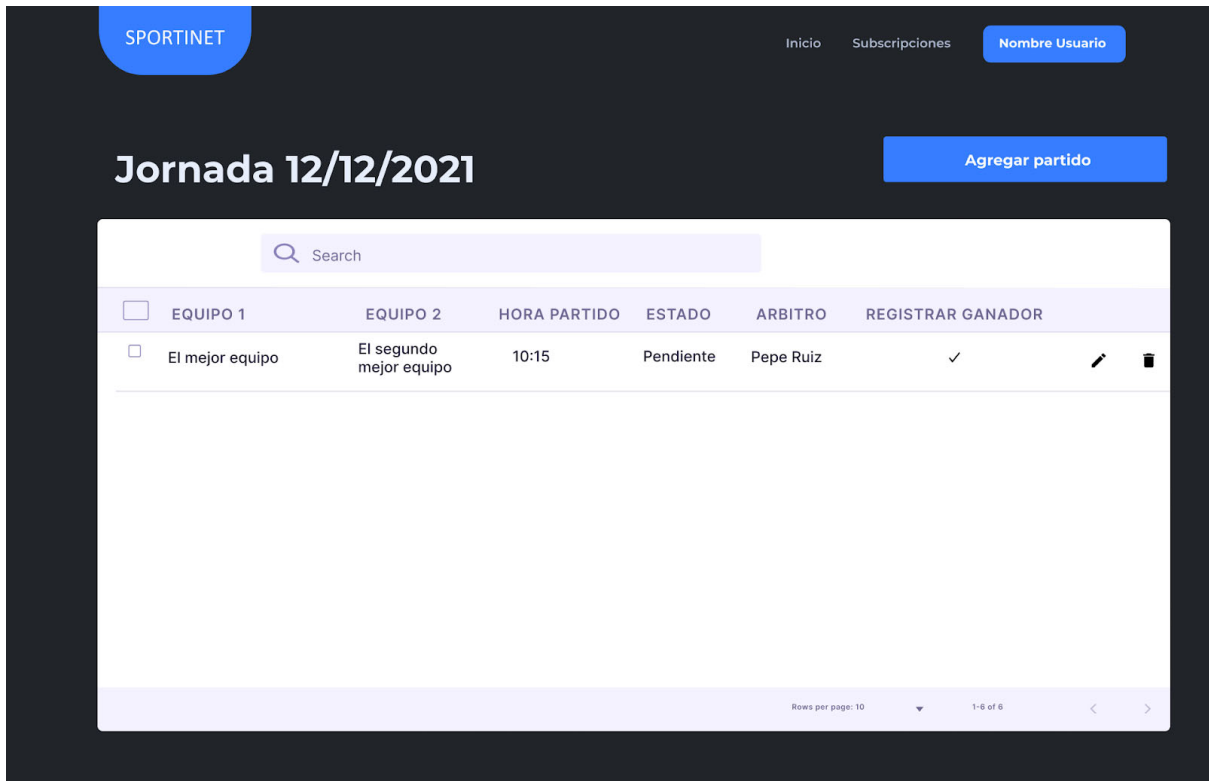 SPORTINET
Inicio Subscripciones Nombre Usuario
Jornada 12/12/2021
Agregar partido
Search
EQUIPO 1 EQUIPO 2 HORA PARTIDO ESTADO ARBITRO REGISTRAR GANADOR
El mejor equipo El segundo mejor equipo 10:15 Pendiente Pepe Ruiz
Rows per page: 10 1-6 of 6